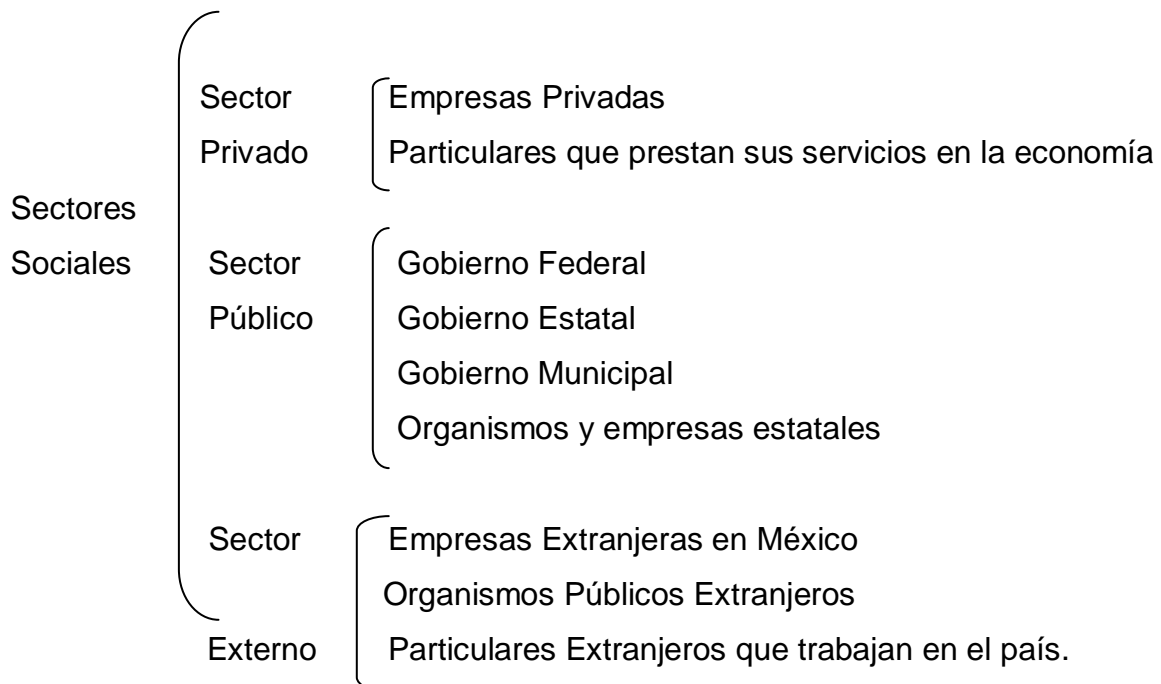 Sector Empresas Privadas
Privado Particulares que prestan sus servicios en la economía
Sectores
Sociales Sector Gobierno Federal
Público Gobierno Estatal
Gobierno Municipal
Organismos y empresas estatales
Sector Empresas Extranjeras en México
Organismos Públicos Extranjeros
Externo Particulares Extranjeros que trabajan en el país.